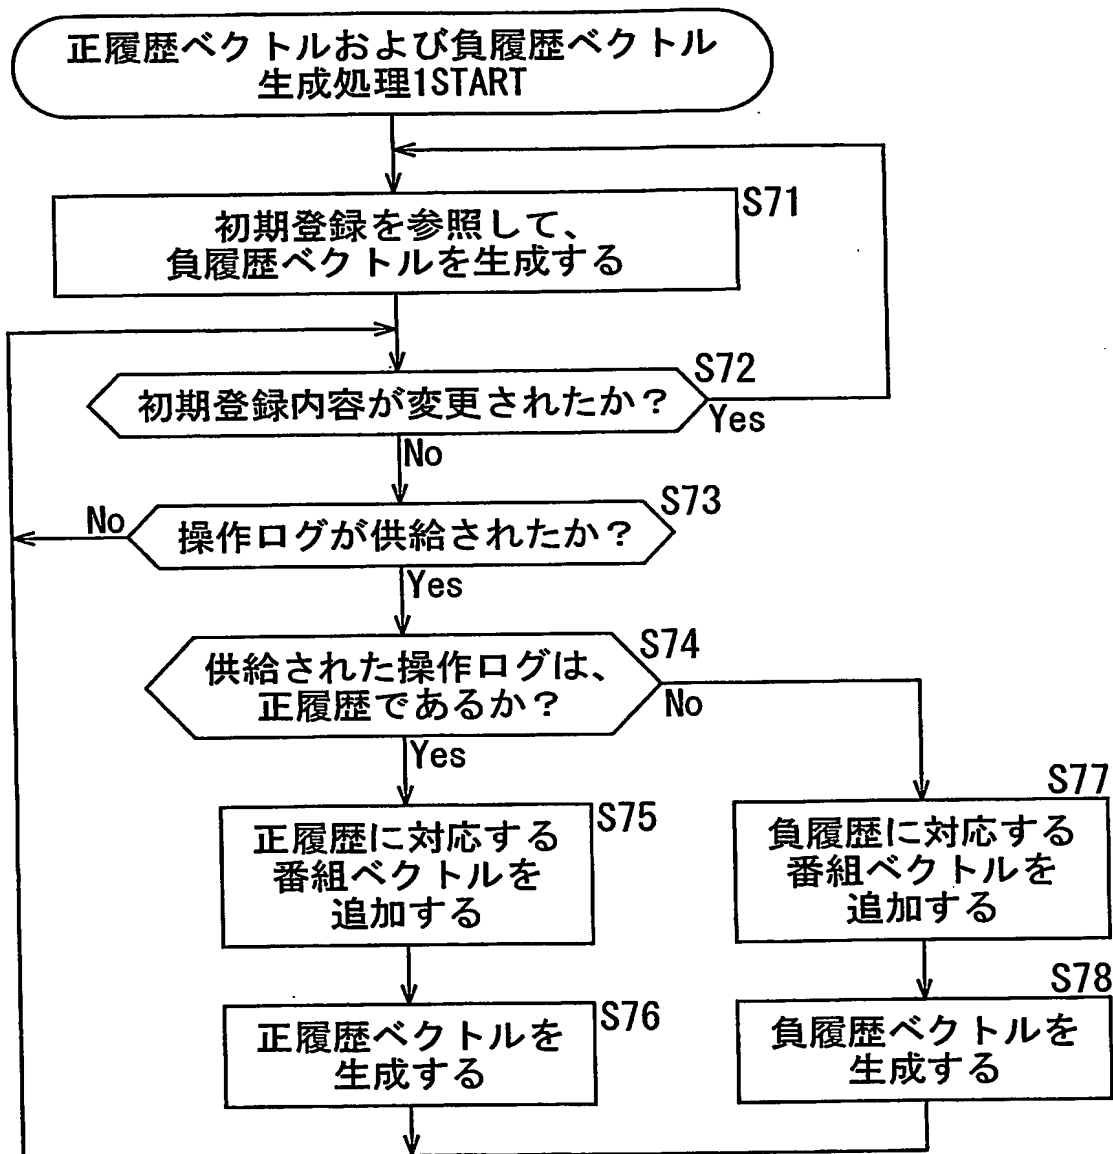 正履歴ベクトルおよび負履歴ベクトル
生成処理1START
S71
初期登録を参照して、
負履歴ベクトルを生成する
S72
初期登録内容が変更されたか？
Yes
No
S73
No
操作ログが供給されたか？
Yes
S74
供給された操作ログは、
正履歴であるか？
No
Yes
S75
正履歴に対応する
番組ベクトルを
追加する
S77
負履歴に対応する
番組ベクトルを
追加する
S76
正履歴ベクトルを
生成する
S78
負履歴ベクトルを
生成する